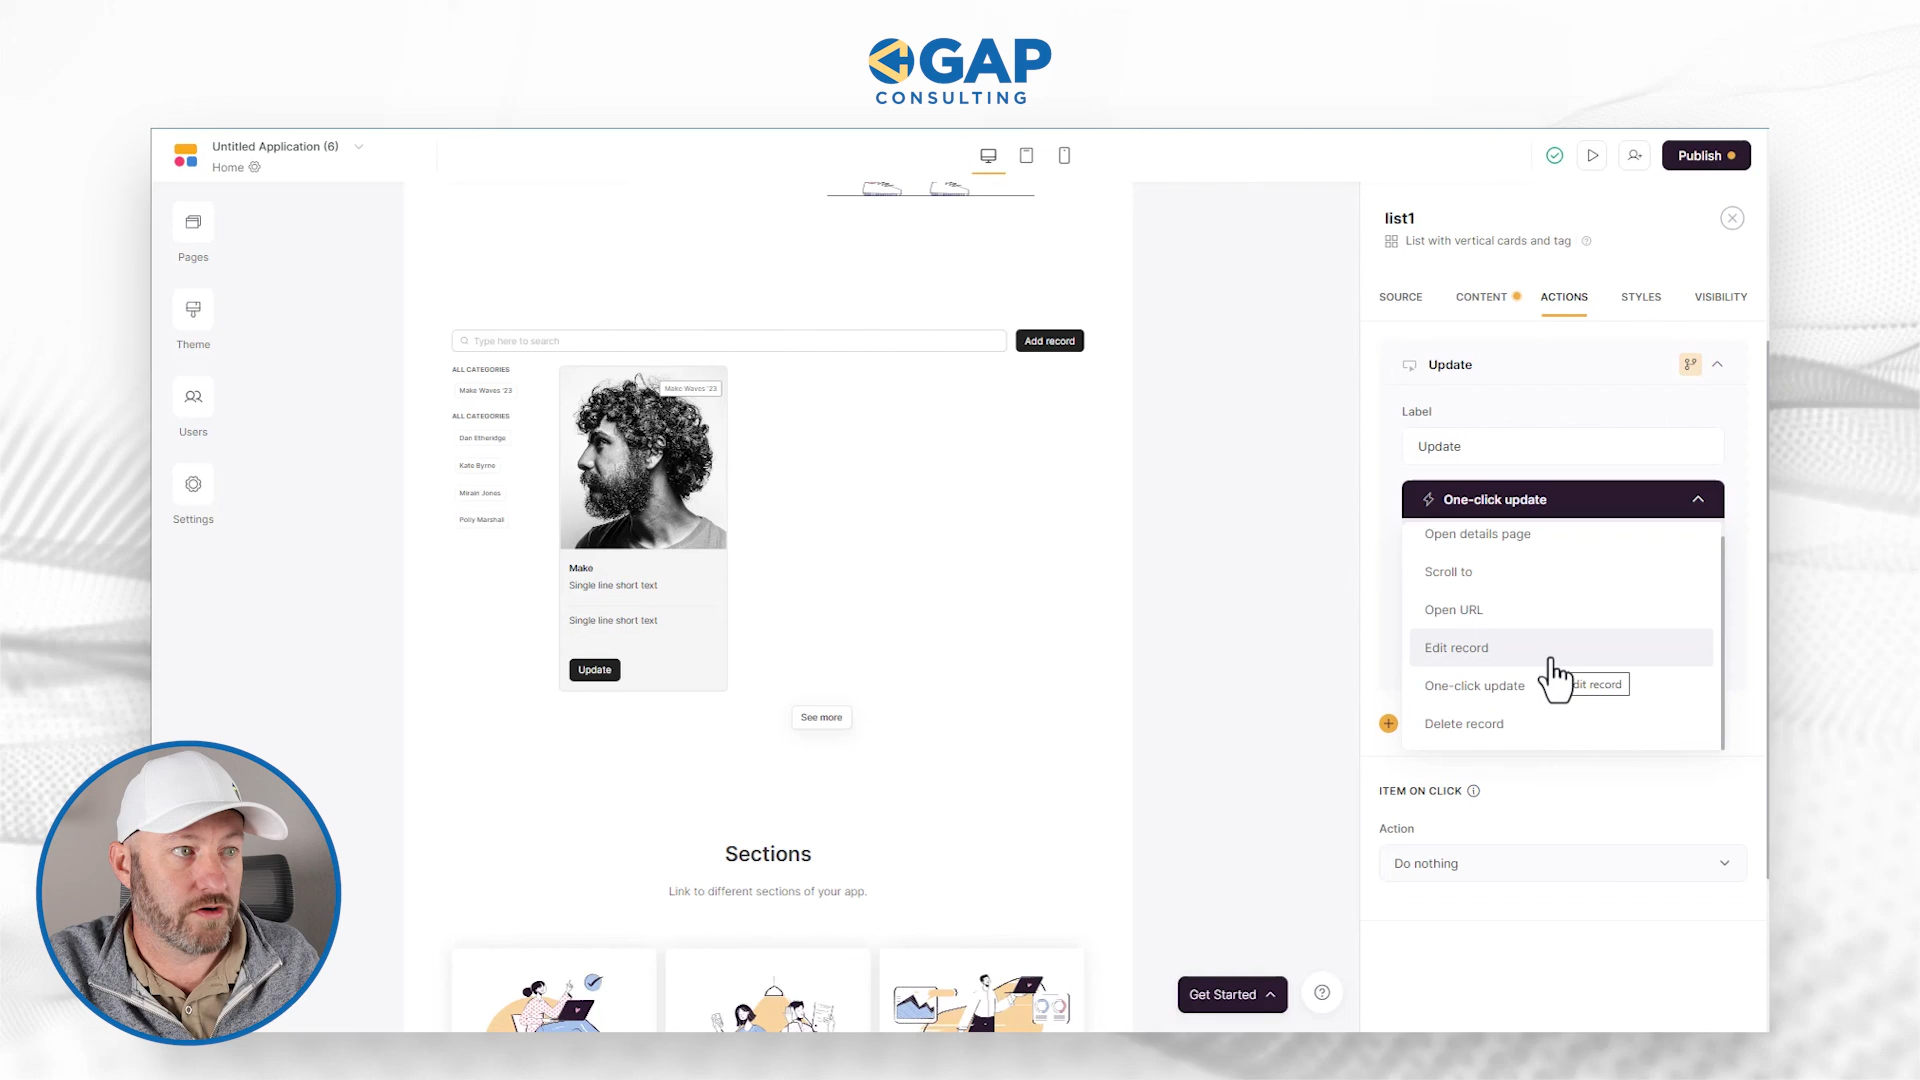 GAP
CONSULTING
Untitled Application (6)
Home
Publish
Pages
Theme
Users
Settings
Type here to search
Add record
ALL CATEGORIES
Make Waves '23
ALL CATEGORIES
Dan Etheridge
Kate Byrne
Mirain Jones
Polly Marshall
Make Waves '23
Make
Single line short text
Single line short text
Update
See more
Sections
Link to different sections of your app.
Get Started
list1
List with vertical cards and tag
SOURCE
CONTENT
ACTIONS
STYLES
VISIBILITY
Update
Label
Update
One-click update
Open details page
Scroll to
Open URL
Edit record
One-click update
dit record
Delete record
ITEM ON CLICK
Action
Do nothing